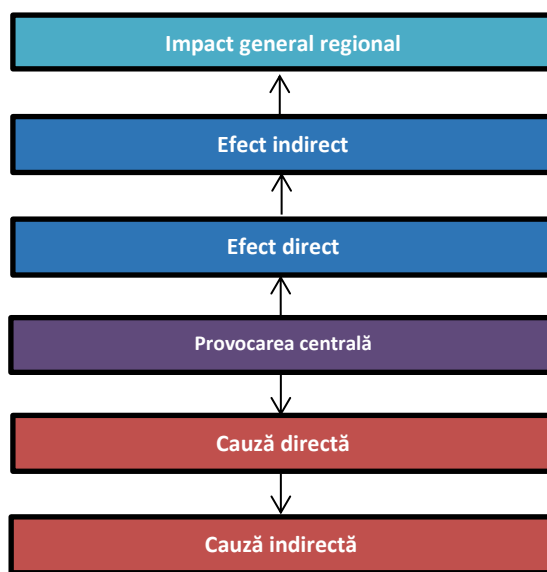 Impact general regional
Efect indirect
Efect direct
Provocarea centrală
Cauză directă
Cauză indirectă